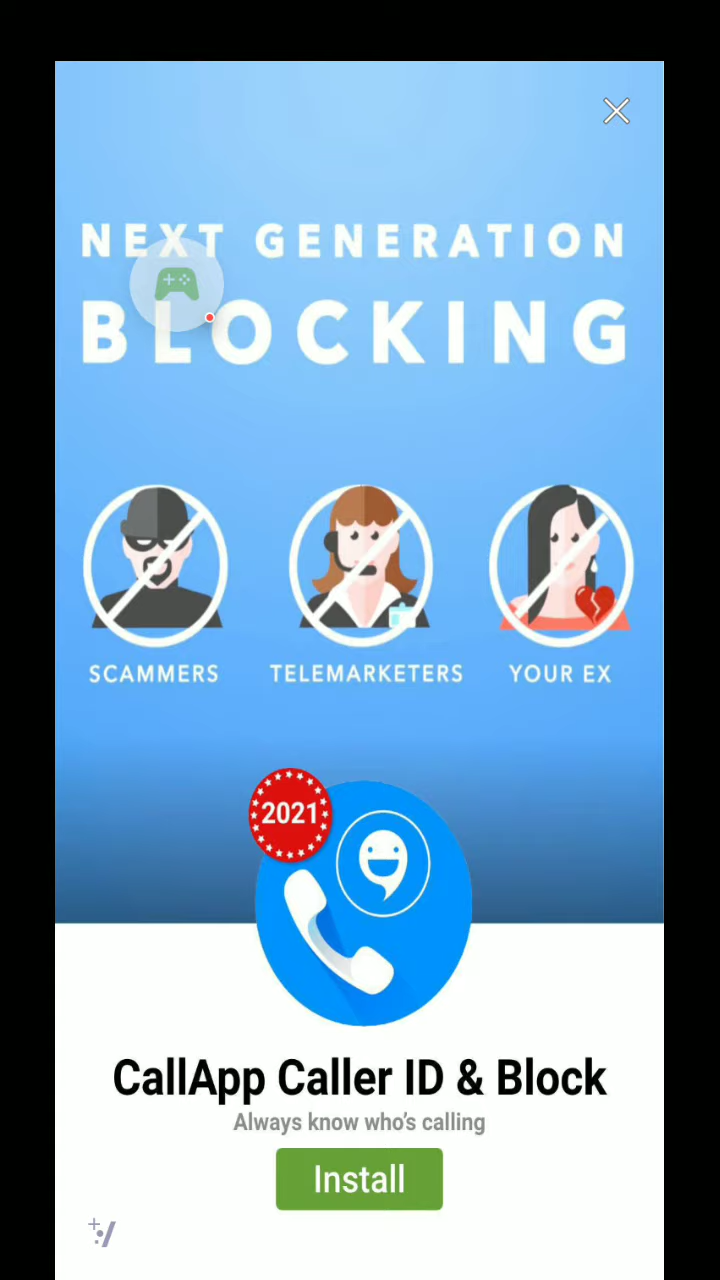 NEXT GENERATION
BLOCKING
SCAMMERS TELEMARKETERS YOUR EX
2021
CallApp Caller ID & Block
Always know who's calling
Install